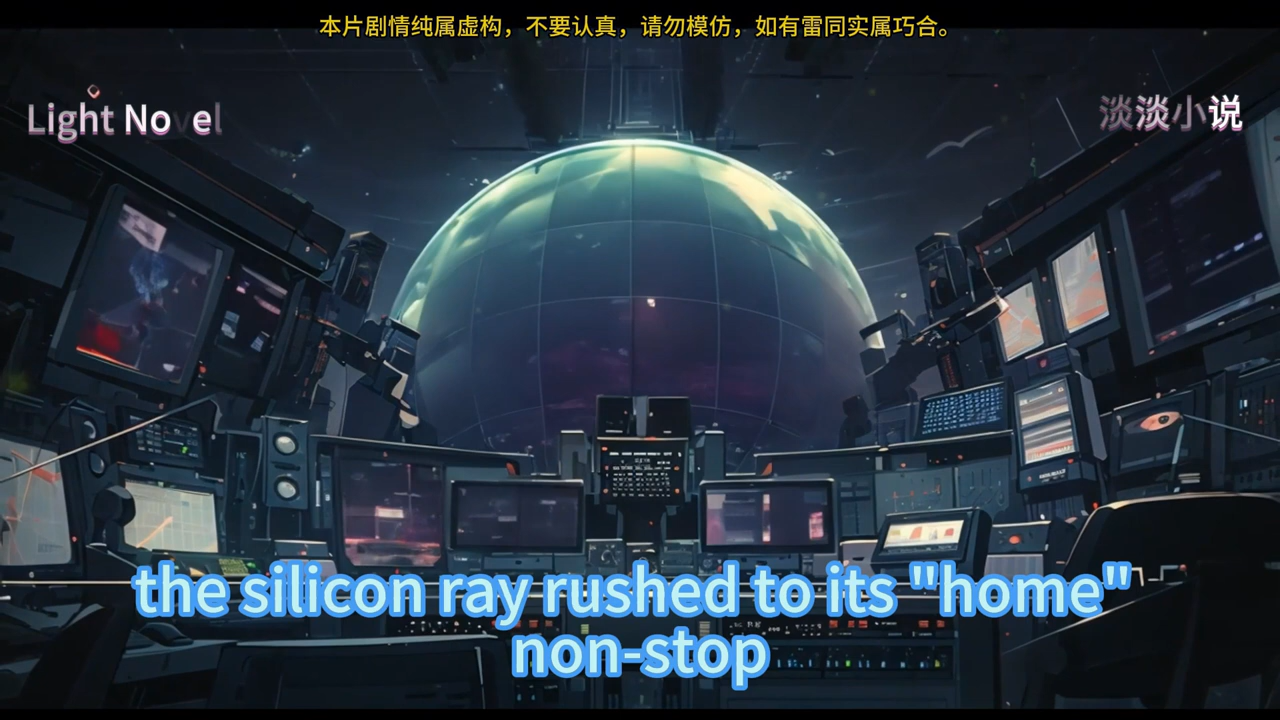 本片剧情纯属虚构，不要认真，请勿模仿，如有雷同实属巧合。
Light Novel
淡淡小说
the silicon ray rushed to its "home"
non-stop